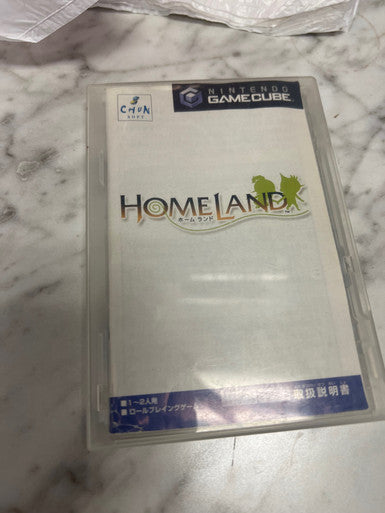 CHUN
SOFT
NINTENDO
GAMECUBE
HOMELAND
ホーム ランド
■1~2人用
■ロールプレイングゲーム
取扱説明書